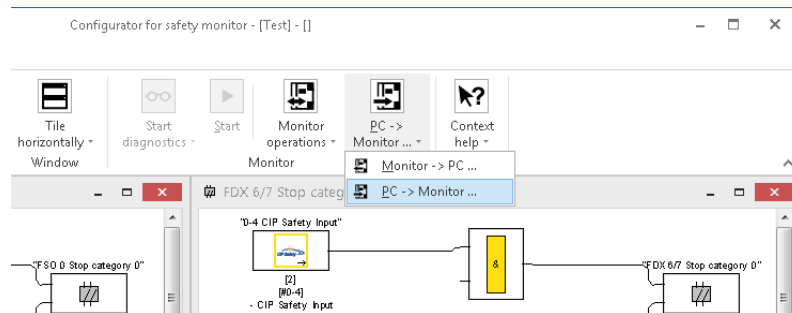 Configurator for safety monitor - [Test] - []
Tile
horizontally
Start
diagnostics
Start
Monitor
operations
PC ->
Monitor ...
Context
help
Window
Monitor
Monitor -> PC ...
PC -> Monitor ...
FDX 6/7 Stop categ
"0-4 CIP Safety Input"
CIP Safety
[2]
[#0-4]
- CIP Safety Input
&
"FSO 0 Stop category 0"
"FDX 6/7 Stop category 0"